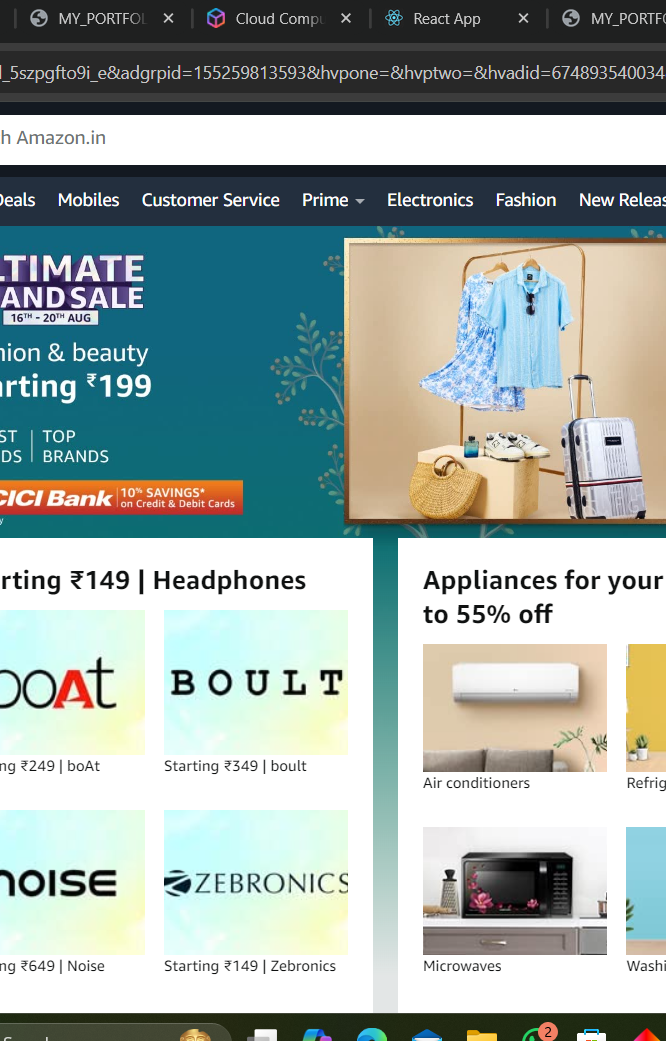 MY_PORTFOL
Cloud Compu
React App
MY_PORTFO
_5szpgfto9i_e&adgrpid=155259813593&hvpone=&hvptwo=&hvadid=674893540034
h Amazon.in
Deals Mobiles Customer Service Prime Electronics Fashion New Releas
LTIMATE
AND SALE
16TH - 20TH AUG
ion & beauty
rting ₹199
ST | TOP
DS | BRANDS
CICI Bank | 10% SAVINGS*
on Credit & Debit Cards
y
rting ₹149 | Headphones
Appliances for your
to 55% off
boAt
BOULT
ng ₹249 | boAt
Starting ₹349 | boult
Air conditioners
Refrig
noise
ZEBRONICS
ng ₹649 | Noise
Starting ₹149 | Zebronics
Microwaves
Washi
2